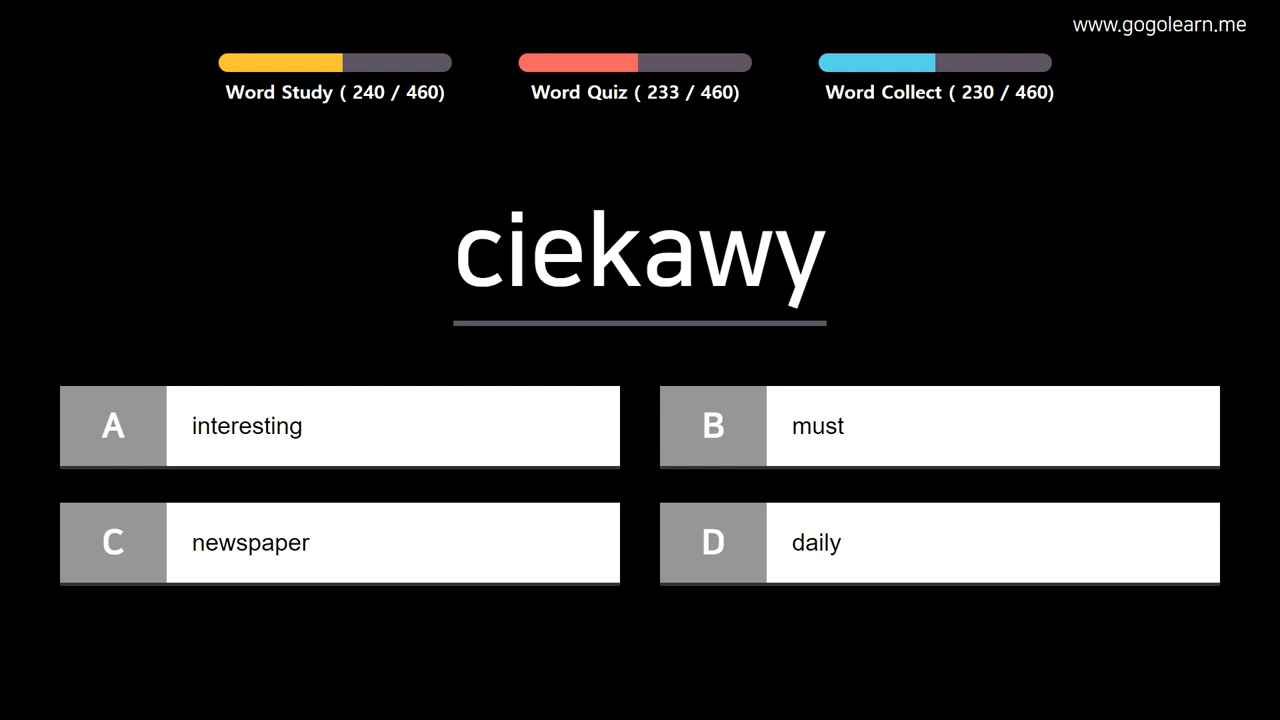 www.gogolearn.me
Word Study ( 240 / 460)
Word Quiz ( 233 / 460)
Word Collect ( 230 / 460)
ciekawy
A interesting
B must
C newspaper
D daily